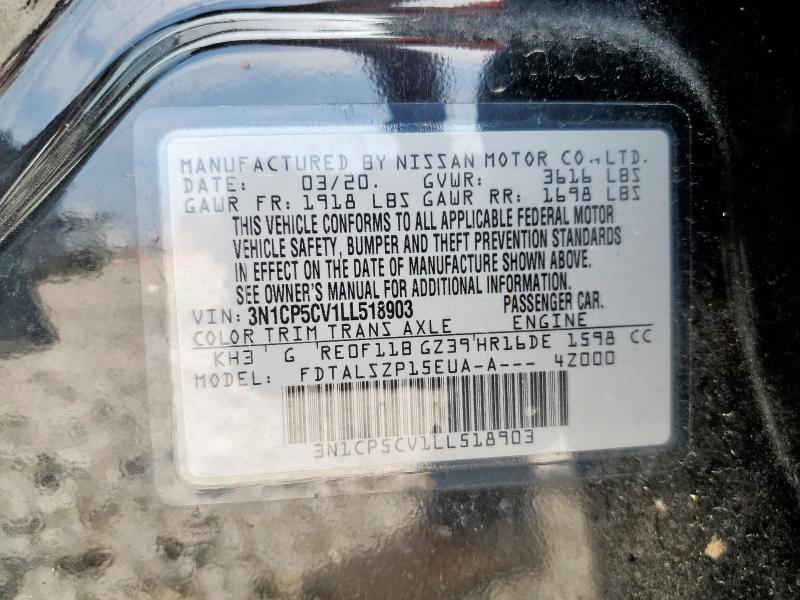 MANUFACTURED BY NISSAN MOTOR CO.,LTD.
DATE: 03/20. GVWR: 3616 LBS
GAWR FR: 1918 LBS GAWR RR: 1698 LBS
THIS VEHICLE CONFORMS TO ALL APPLICABLE FEDERAL MOTOR
VEHICLE SAFETY, BUMPER AND THEFT PREVENTION STANDARDS
IN EFFECT ON THE DATE OF MANUFACTURE SHOWN ABOVE.
SEE OWNER'S MANUAL FOR ADDITIONAL INFORMATION.
VIN: 3N1CP5CV1LL518903 PASSENGER CAR.
COLOR TRIM TRANS AXLE ENGINE
KH3 G RE0F11B GZ39 HR16DE 1598 CC
MODEL: FDTALSZP15EUA-A--- 4Z000
3N1CP5CV1LL518903